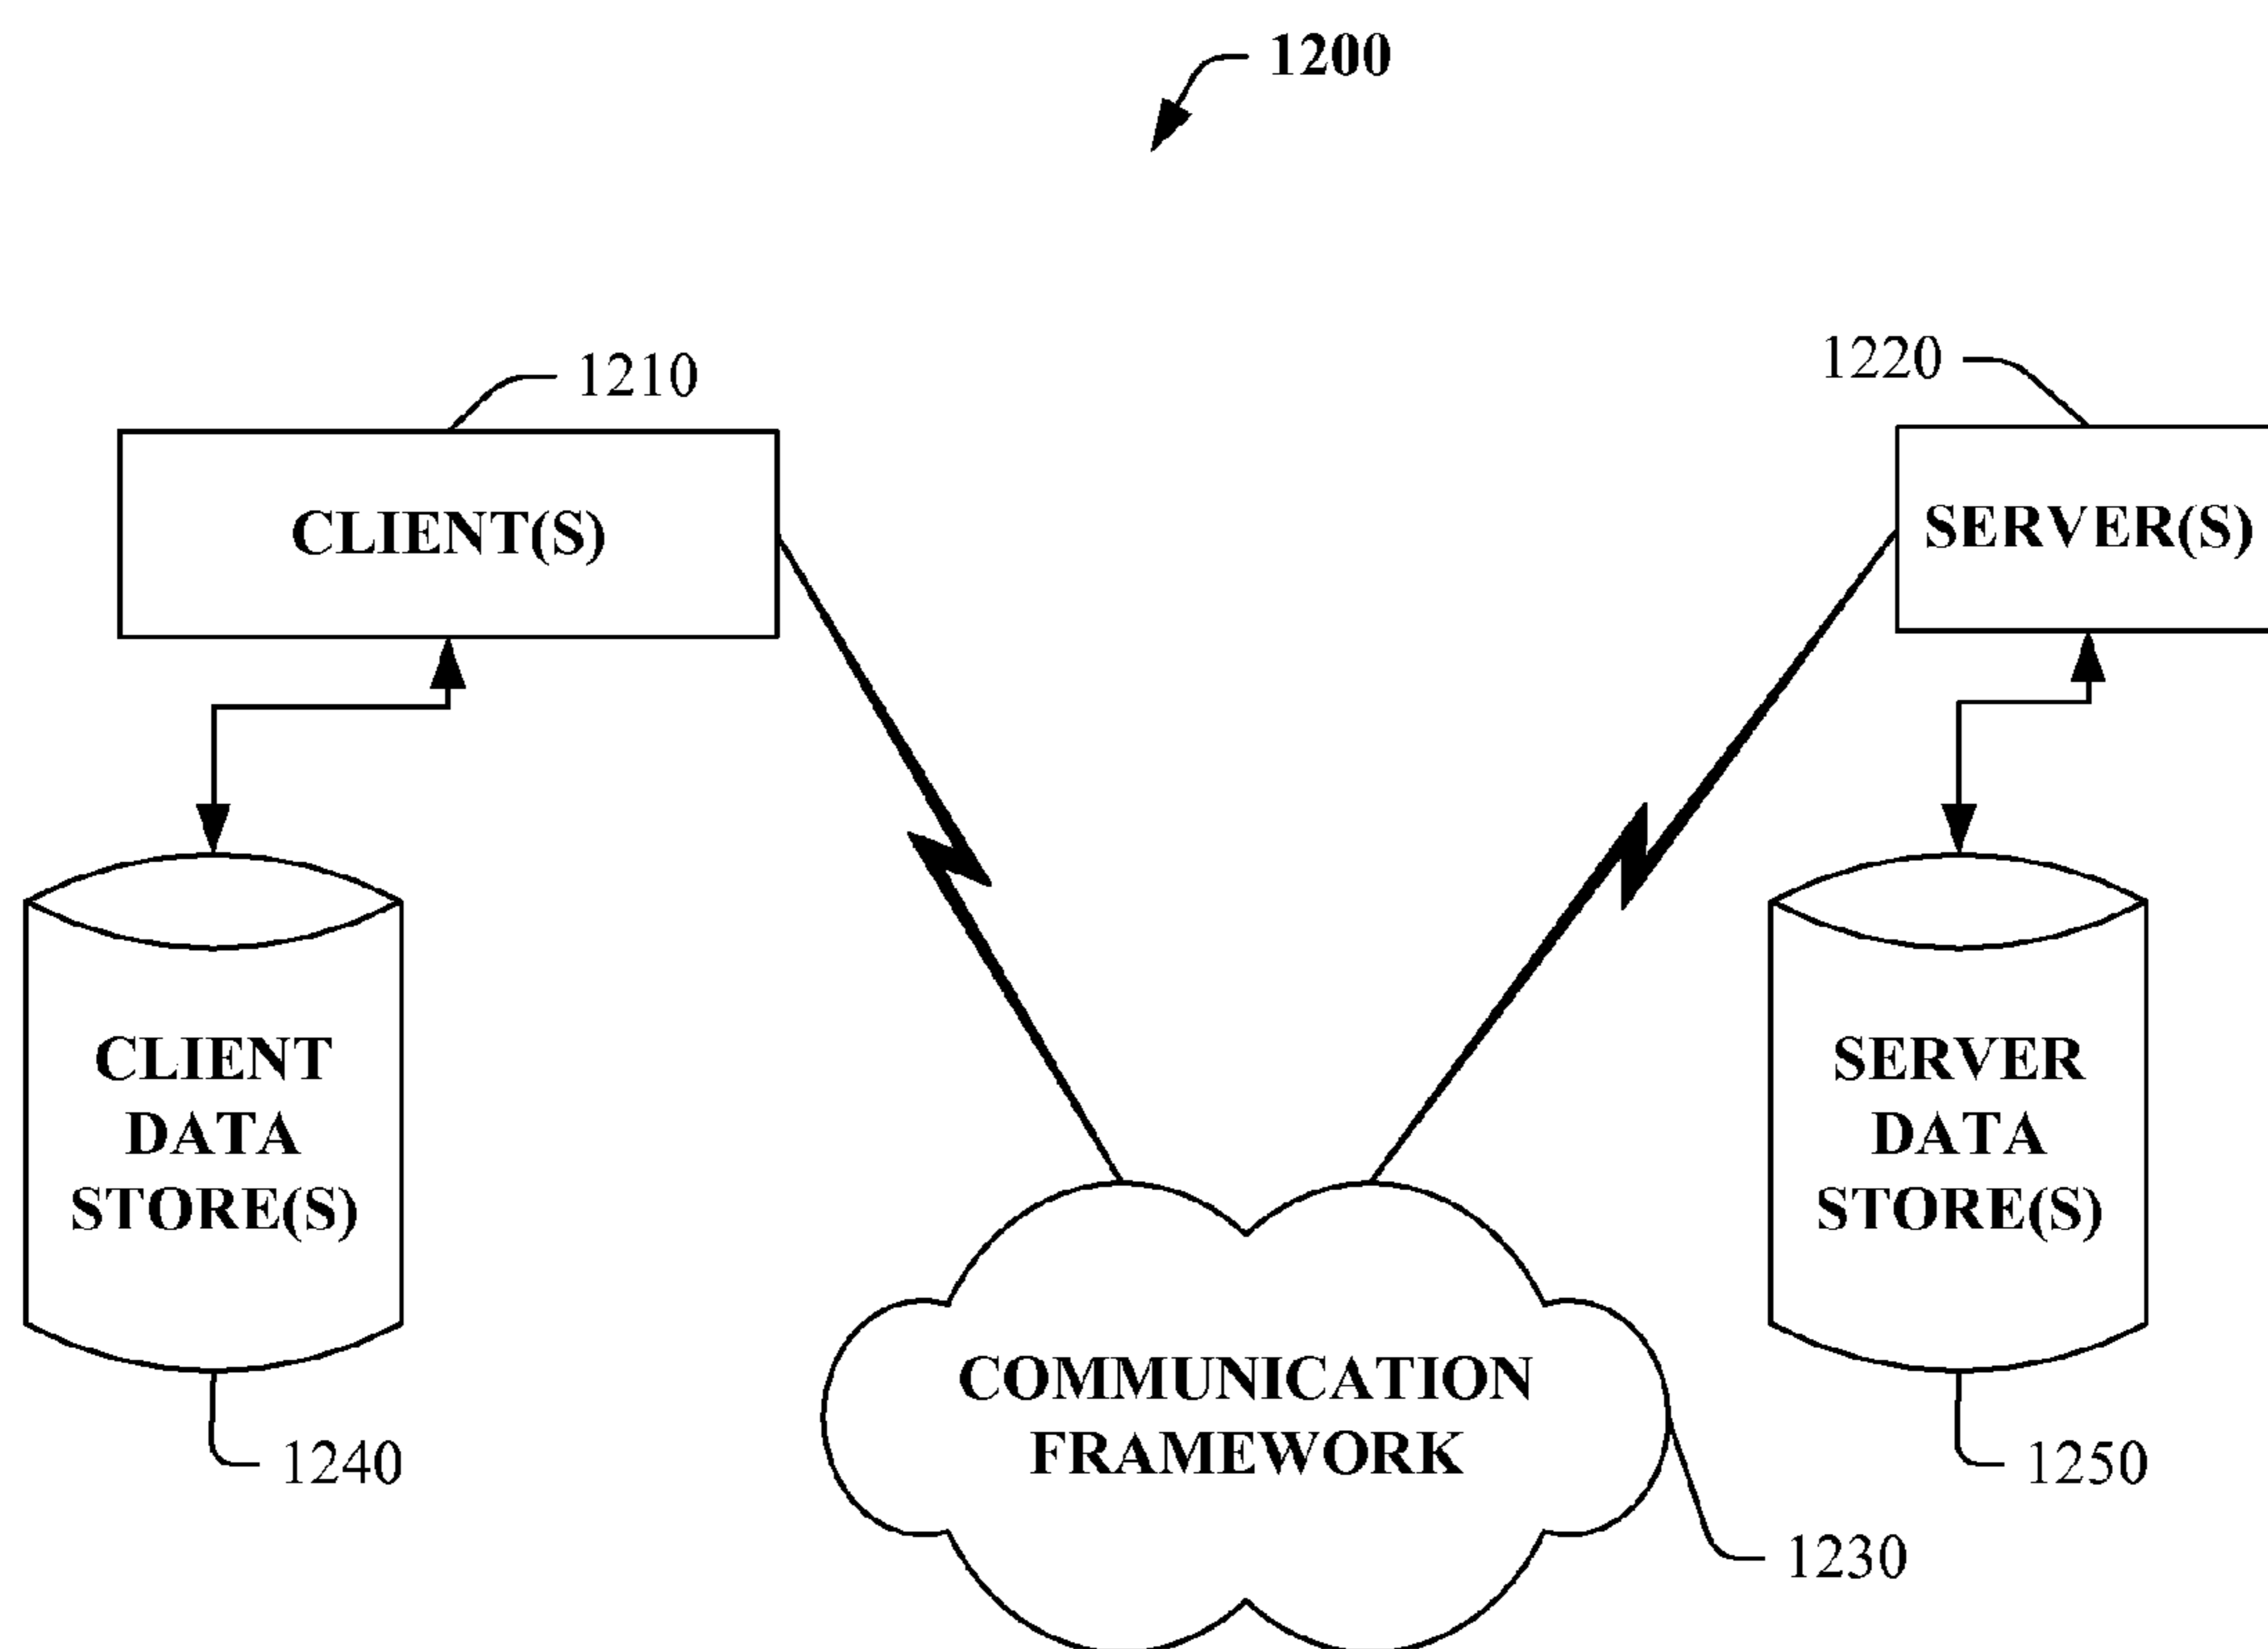 1200
1210
1220
CLIENT(S)
SERVER(S)
CLIENT
DATA
STORE(S)
SERVER
DATA
STORE(S)
COMMUNICATION
FRAMEWORK
1240
1250
1230